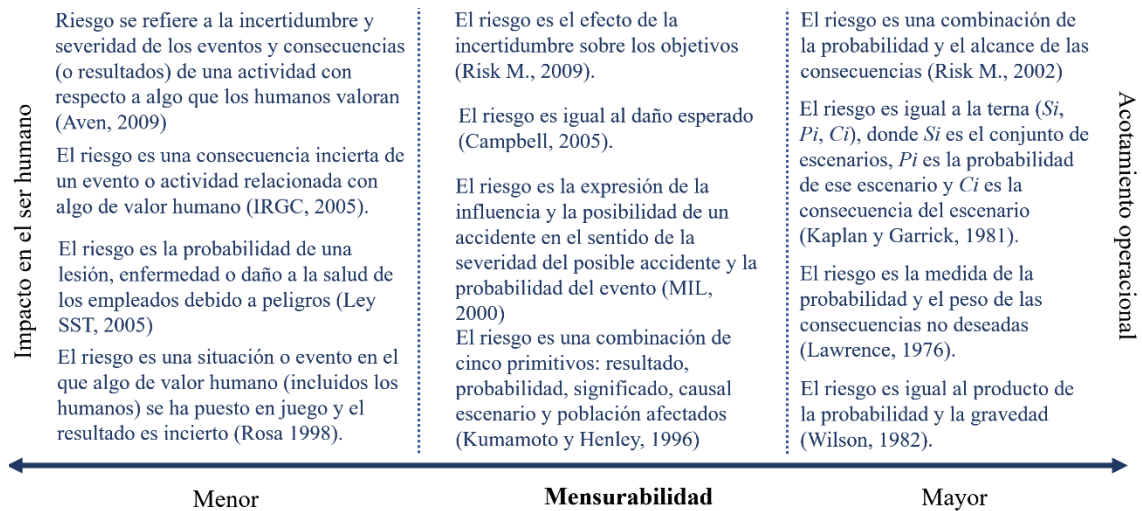 Impacto en el ser humano
Riesgo se refiere a la incertidumbre y
severidad de los eventos y consecuencias
(o resultados) de una actividad con
respecto a algo que los humanos valoran
(Aven, 2009)
El riesgo es una consecuencia incierta de
un evento o actividad relacionada con
algo de valor humano (IRGC, 2005).
El riesgo es la probabilidad de una
lesión, enfermedad o daño a la salud de
los empleados debido a peligros (Ley
SST, 2005)
El riesgo es una situación o evento en el
que algo de valor humano (incluidos los
humanos) se ha puesto en juego y el
resultado es incierto (Rosa 1998).
El riesgo es el efecto de la
incertidumbre sobre los objetivos
(Risk M., 2009).
El riesgo es igual al daño esperado
(Campbell, 2005).
El riesgo es la expresión de la
influencia y la posibilidad de un
accidente en el sentido de la
severidad del posible accidente y la
probabilidad del evento (MIL,
2000)
El riesgo es una combinación de
cinco primitivos: resultado,
probabilidad, significado, causal
escenario y población afectados
(Kumamoto y Henley, 1996)
El riesgo es una combinación de
la probabilidad y el alcance de las
consecuencias (Risk M., 2002)
El riesgo es igual a la terna (Si,
Pi, Ci), donde Si es el conjunto de
escenarios, Pi es la probabilidad
de ese escenario y Ci es la
consecuencia del escenario
(Kaplan y Garrick, 1981).
El riesgo es la medida de la
probabilidad y el peso de las
consecuencias no deseadas
(Lawrence, 1976).
El riesgo es igual al producto de
la probabilidad y la gravedad
(Wilson, 1982).
Acotamiento operacional
Menor
Mensurabilidad
Mayor